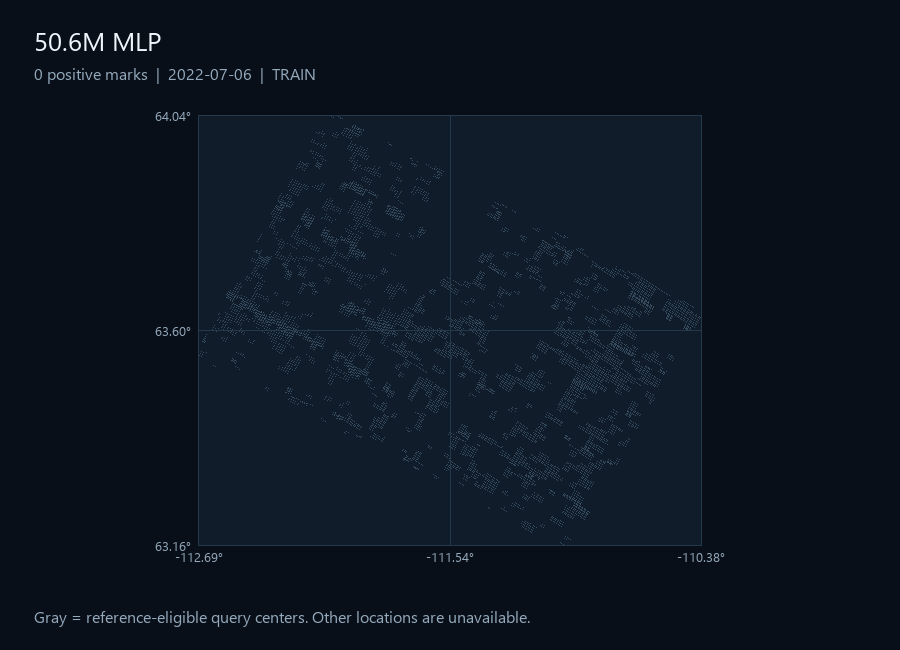 50.6M MLP
0 positive marks | 2022-07-06 | TRAIN
64.04°
63.60°
63.16°
-112.69°
-111.54°
-110.38°
Gray = reference-eligible query centers. Other locations are unavailable.